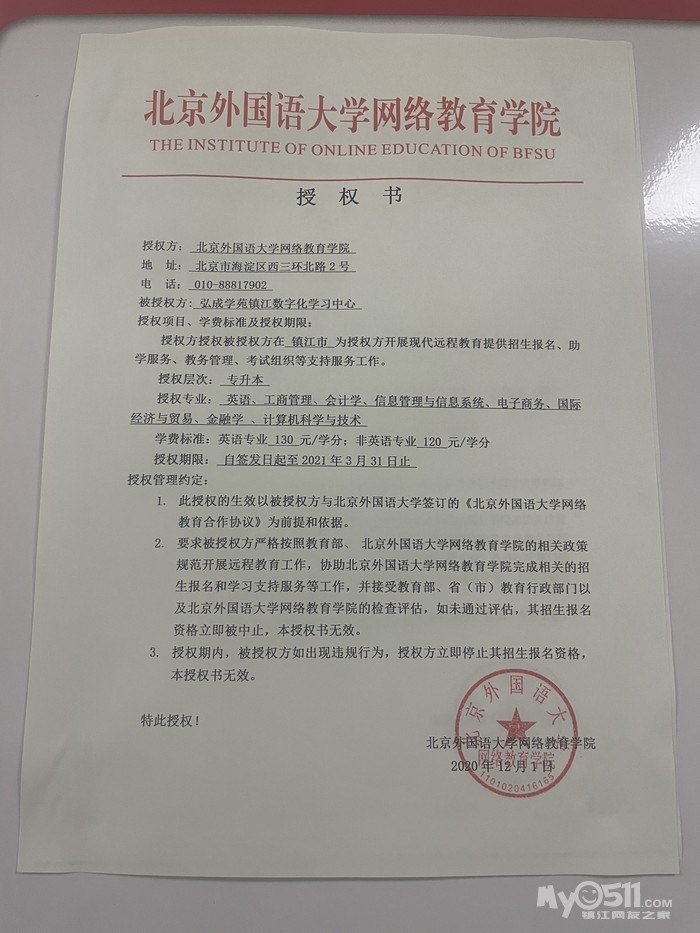 北京外国语大学网络教育学院
THE INSTITUTE OF ONLINE EDUCATION OF BFSU
授 权 书
授权方： 北京外国语大学网络教育学院
地 址： 北京市海淀区西三环北路 2 号
电 话： 010-88817902
被授权方：弘成学苑镇江数字化学习中心
授权项目、学费标准及授权期限：
授权方授权被授权方在 镇江市 为授权方开展现代远程教育提供招生报名、助
学服务、教务管理、考试组织等支持服务工作。
授权层次： 专升本
授权专业： 英语、工商管理、会计学、信息管理与信息系统、电子商务、国际
经济与贸易、金融学 、计算机科学与技术
学费标准：英语专业 130 元/学分；非英语专业 120 元/学分
授权期限： 自签发日起至 2021 年 3 月 31 日止
授权管理约定：
1. 此授权的生效以被授权方与北京外国语大学签订的《北京外国语大学网络
教育合作协议》为前提和依据。
2. 要求被授权方严格按照教育部、 北京外国语大学网络教育学院的相关政策
规范开展远程教育工作，协助北京外国语大学网络教育学院完成相关的招
生报名和学习支持服务等工作，并接受教育部、省（市）教育行政部门以
及北京外国语大学网络教育学院的检查评估，如未通过评估，其招生报名
资格立即被中止，本授权书无效。
3. 授权期内，被授权方如出现违规行为，授权方立即停止其招生报名资格，
本授权书无效。
特此授权！
北京外国语大学
北京外国语大学网络教育学院
网络教育学院
2020 年 12 月 1 日
1101020416105
My0511.COM
镇江网友之家